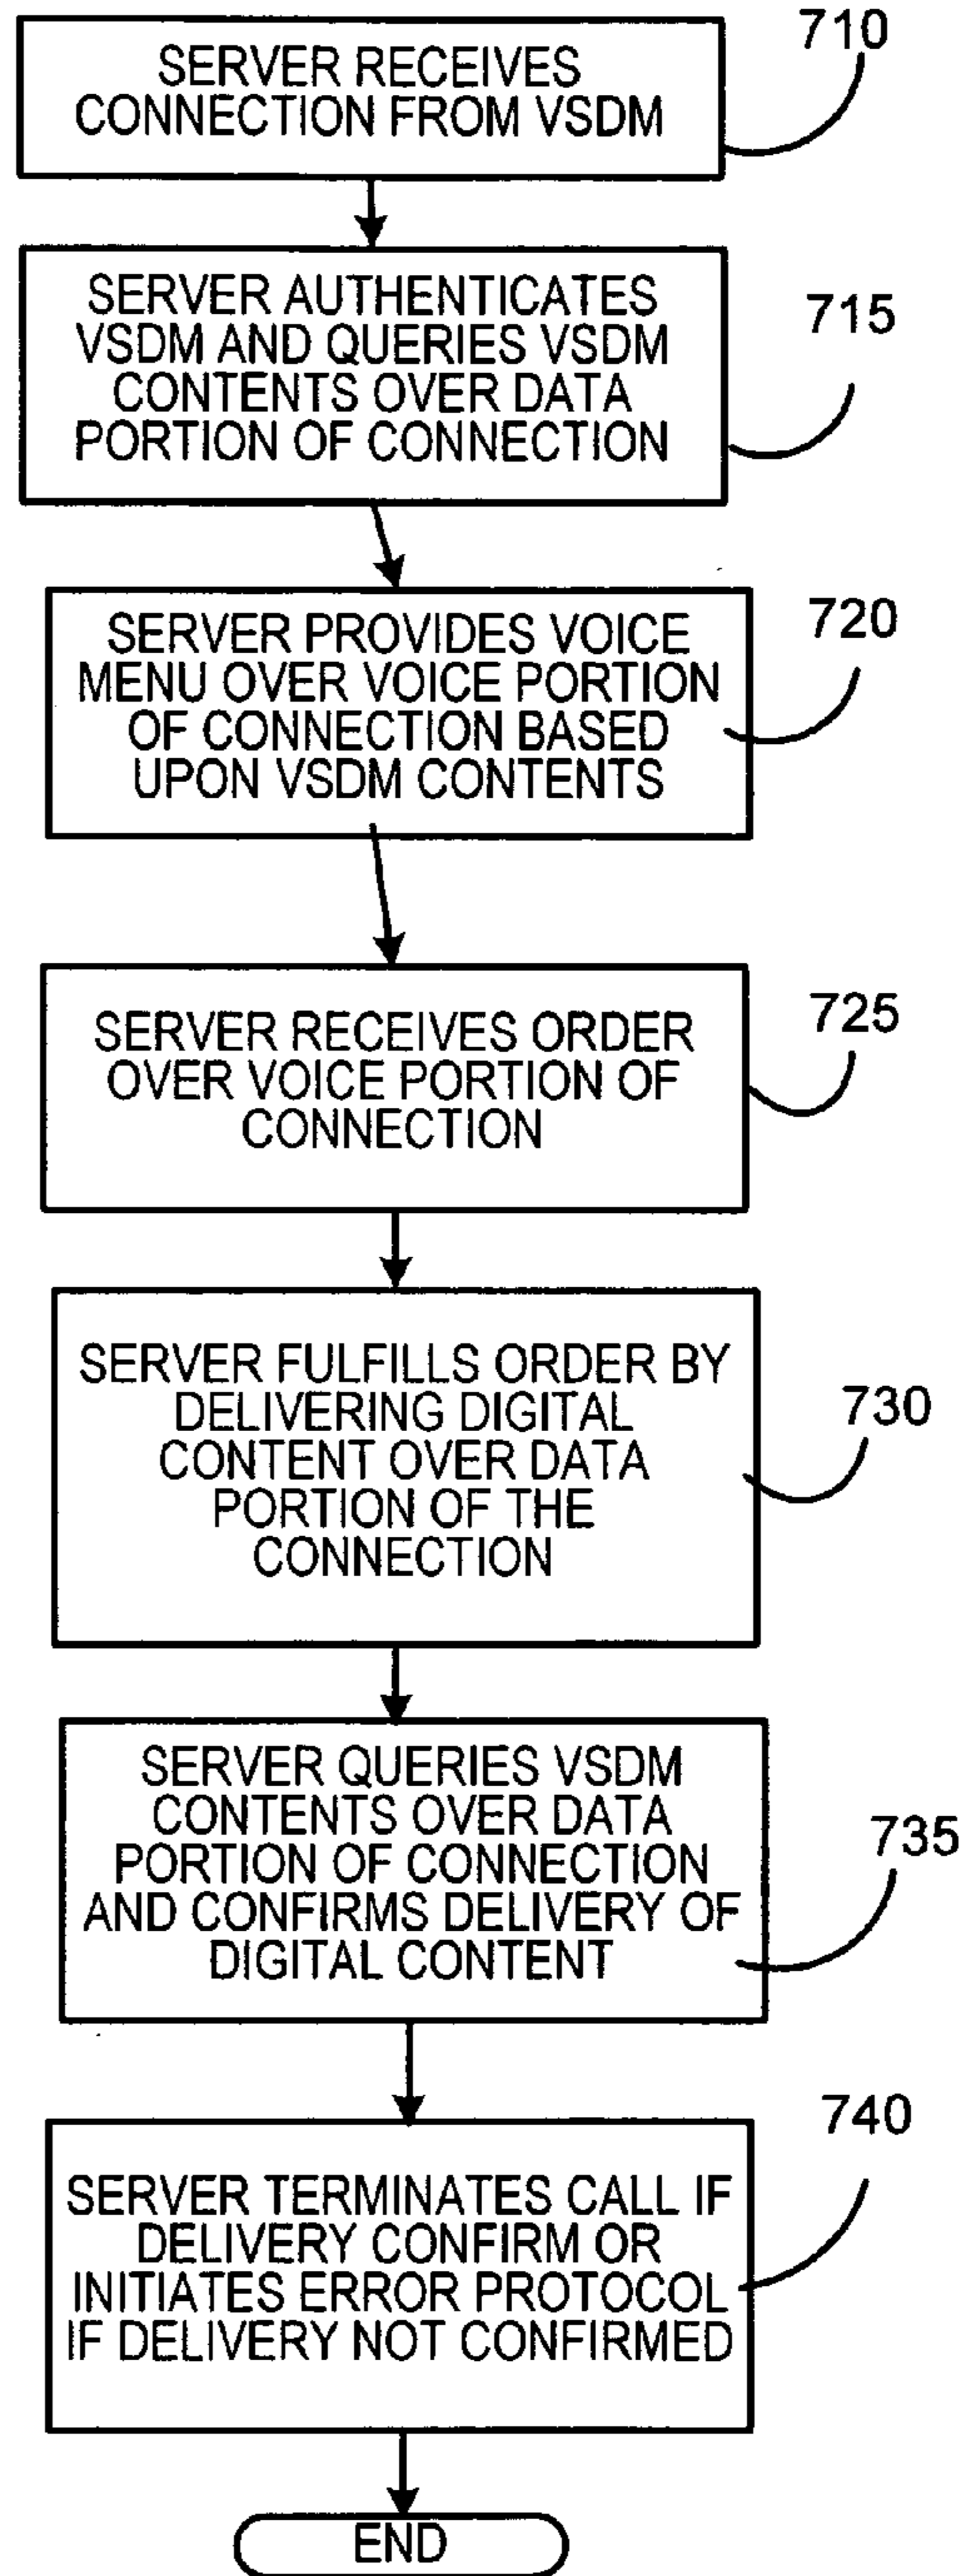 710
SERVER RECEIVES
CONNECTION FROM VSDM
715
SERVER AUTHENTICATES
VSDM AND QUERIES VSDM
CONTENTS OVER DATA
PORTION OF CONNECTION
720
SERVER PROVIDES VOICE
MENU OVER VOICE PORTION
OF CONNECTION BASED
UPON VSDM CONTENTS
725
SERVER RECEIVES ORDER
OVER VOICE PORTION OF
CONNECTION
730
SERVER FULFILLS ORDER BY
DELIVERING DIGITAL
CONTENT OVER DATA
PORTION OF THE
CONNECTION
735
SERVER QUERIES VSDM
CONTENTS OVER DATA
PORTION OF CONNECTION
AND CONFIRMS DELIVERY OF
DIGITAL CONTENT
740
SERVER TERMINATES CALL IF
DELIVERY CONFIRM OR
INITIATES ERROR PROTOCOL
IF DELIVERY NOT CONFIRMED
END